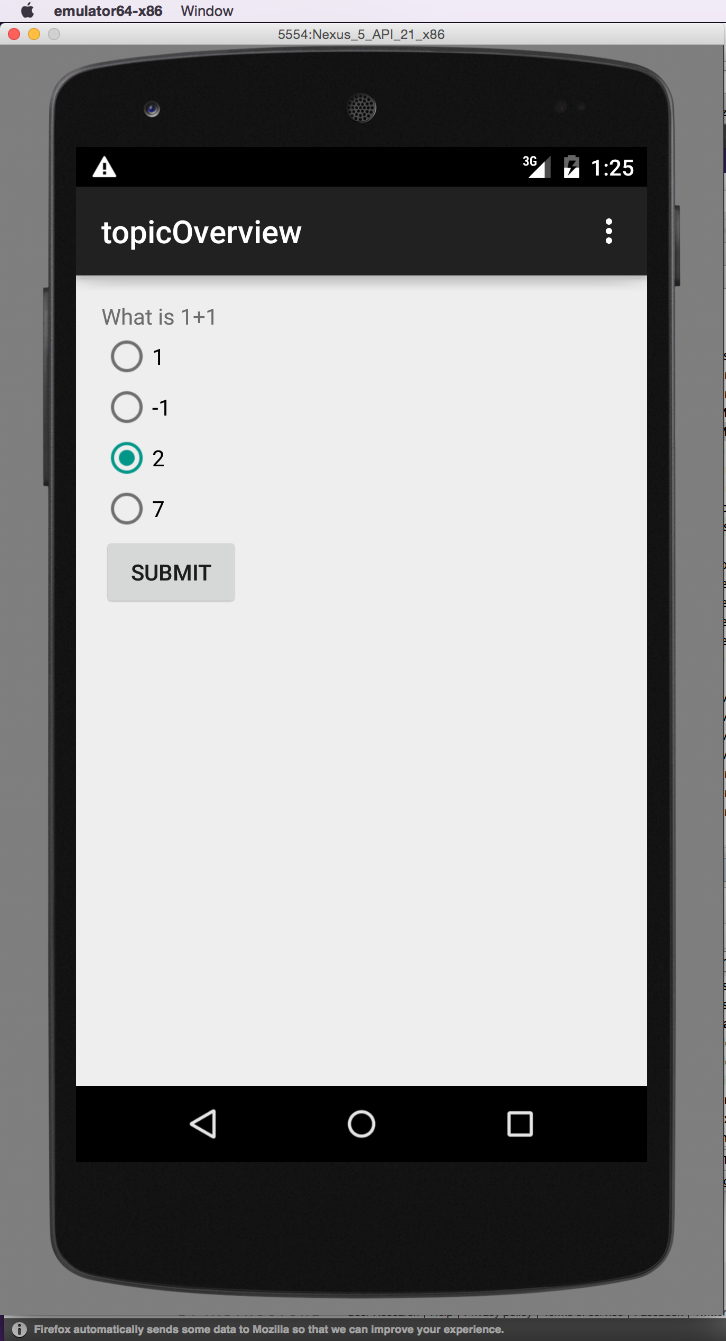 emulator64-x86 Window
5554:Nexus_5_API_21_x86
3G 1:25
topicOverview
What is 1+1
1
-1
2
7
SUBMIT
Firefox automatically sends some data to Mozilla so that we can improve your experience.